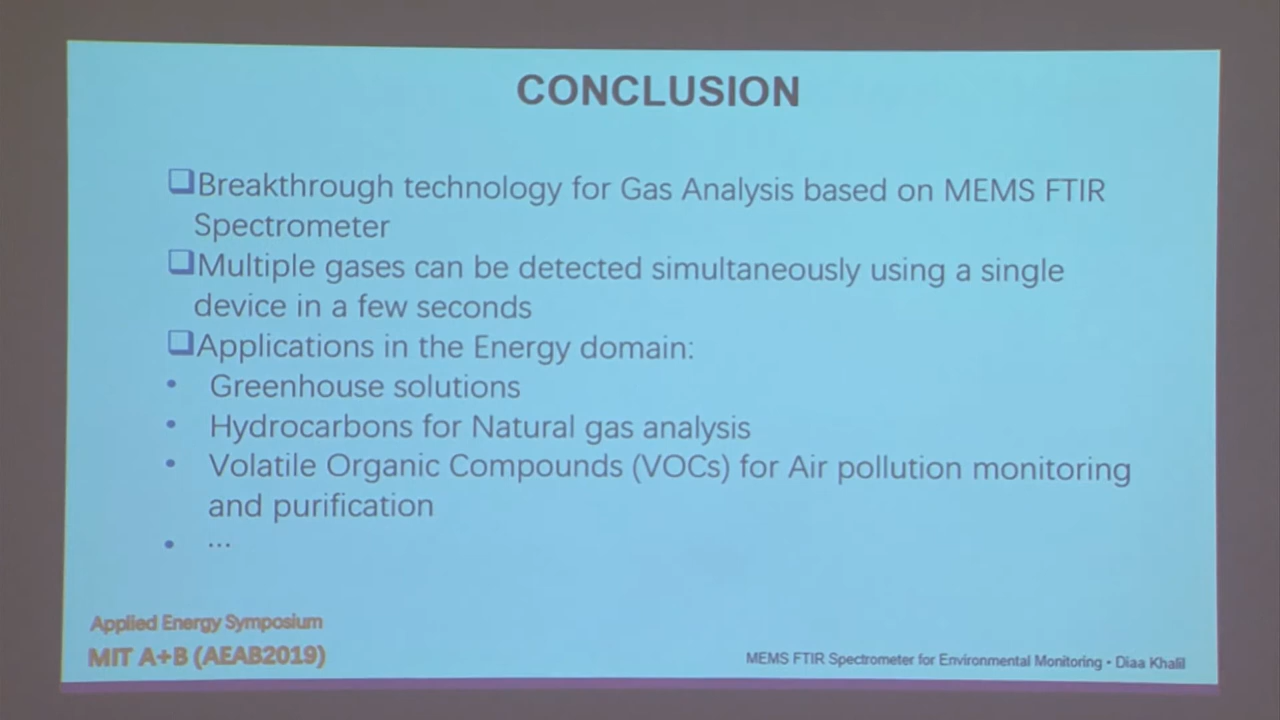 CONCLUSION
❑Breakthrough technology for Gas Analysis based on MEMS FTIR
Spectrometer
❑Multiple gases can be detected simultaneously using a single
device in a few seconds
❑Applications in the Energy domain:
• Greenhouse solutions
• Hydrocarbons for Natural gas analysis
• Volatile Organic Compounds (VOCs) for Air pollution monitoring
and purification
• ...
Applied Energy Symposium
MIT A+B (AEAB2019)
MEMS FTIR Spectrometer for Environmental Monitoring • Diaa Khalil